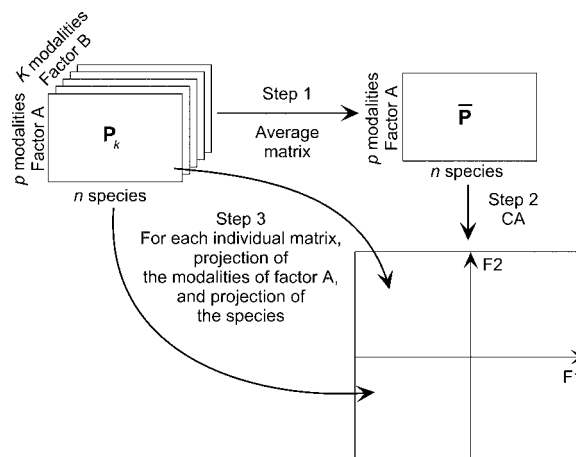 K modalities
Factor B
p modalities
Factor A
Pk
n species
Step 1
Average
matrix
p modalities
Factor A
P̅
n species
Step 2
CA
Step 3
For each individual matrix,
projection of
the modalities of factor A,
and projection of
the species
F2
F1